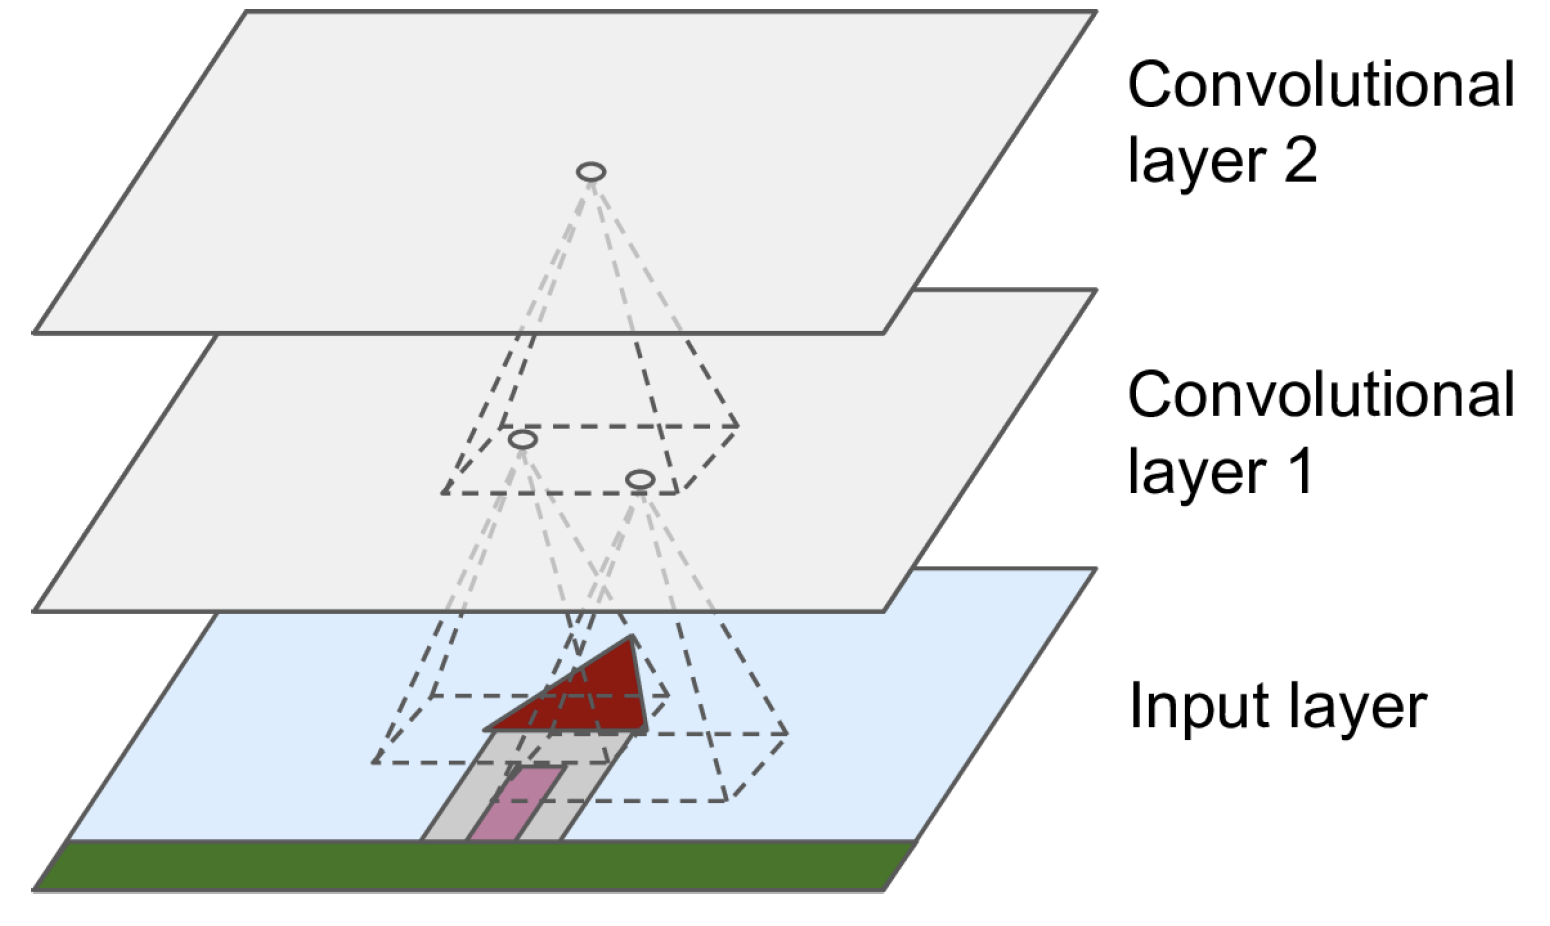 Convolutional
layer 2
Convolutional
layer 1
Input layer